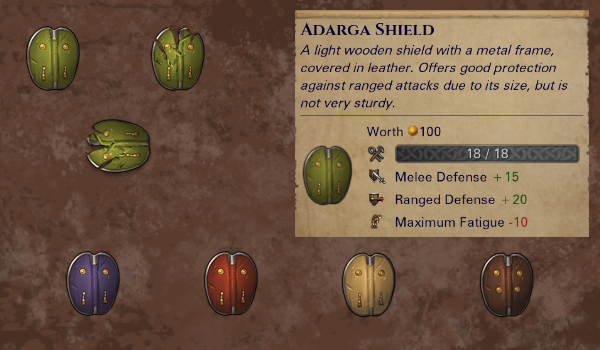 Adarga Shield
A light wooden shield with a metal frame,
covered in leather. Offers good protection
against ranged attacks due to its size, but is
not very sturdy.
Worth 100
18 / 18
Melee Defense +15
Ranged Defense +20
Maximum Fatigue -10